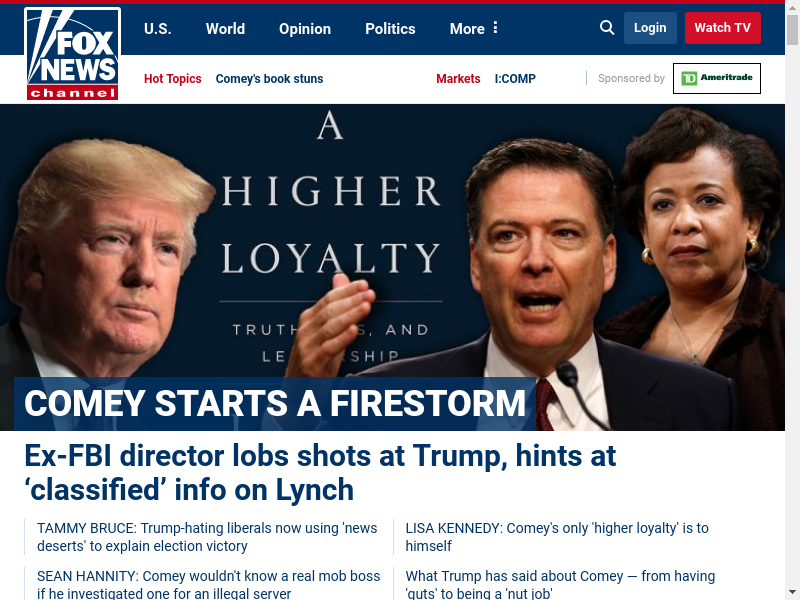 FOX
NEWS
channel
U.S.
World
Opinion
Politics
More
Login
Watch TV
Hot Topics
Comey's book stuns
Markets
I:COMP
Sponsored by
TD Ameritrade
A
HIGHER
LOYALTY
TRUTH S, AND
LE SHIP
COMEY STARTS A FIRESTORM
Ex-FBI director lobs shots at Trump, hints at
‘classified’ info on Lynch
TAMMY BRUCE: Trump-hating liberals now using 'news
deserts' to explain election victory
LISA KENNEDY: Comey's only 'higher loyalty' is to
himself
SEAN HANNITY: Comey wouldn't know a real mob boss
if he investigated one for an illegal server
What Trump has said about Comey — from having
'guts' to being a 'nut job'